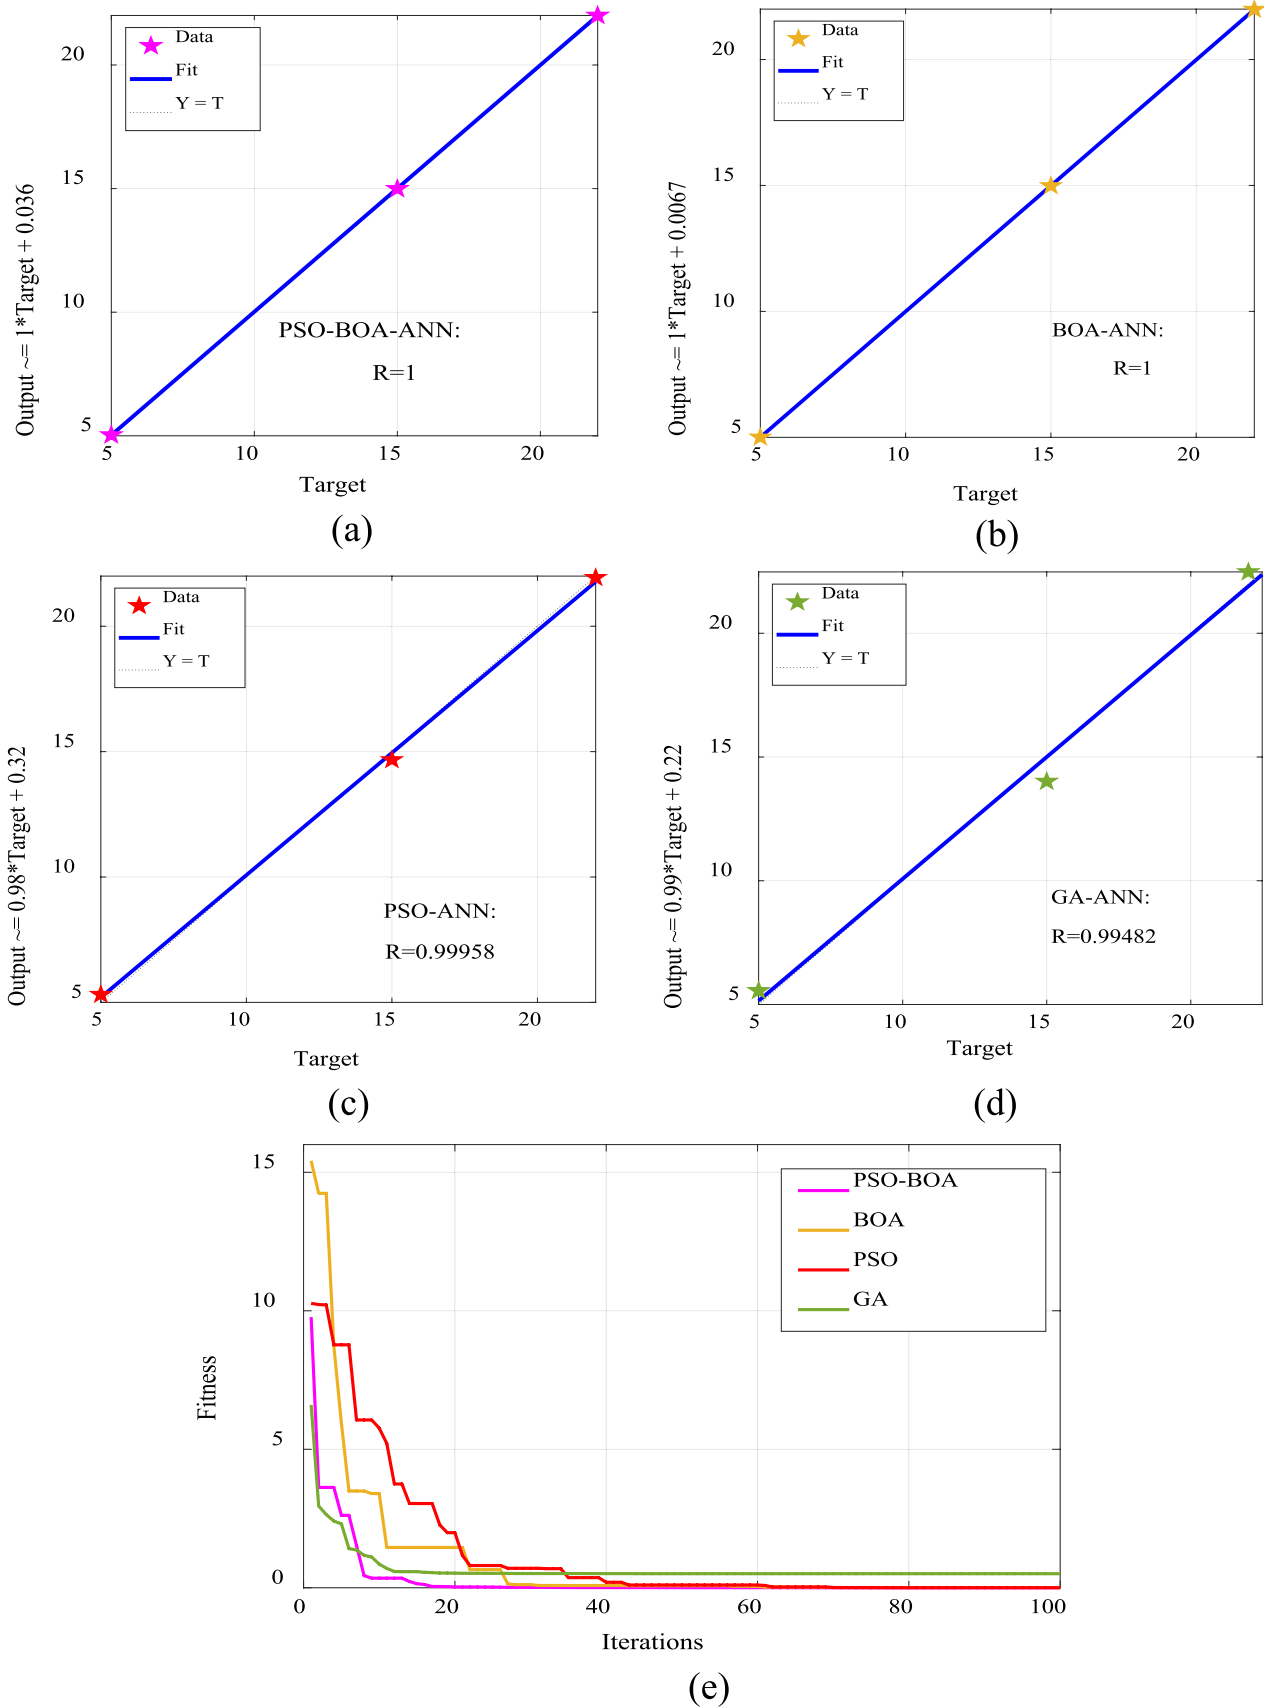 Data
Fit
Y = T
20
15
10
5
5
10
15
20
Output ~= 1*Target + 0.036
PSO-BOA-ANN:
R=1
Target
(a)
Data
Fit
Y = T
20
15
10
5
5
10
15
20
Output ~= 1*Target + 0.0067
BOA-ANN:
R=1
Target
(b)
Data
Fit
Y = T
20
15
10
5
5
10
15
20
Output ~= 0.98*Target + 0.32
PSO-ANN:
R=0.99958
Target
(c)
Data
Fit
Y = T
20
15
10
5
5
10
15
20
Output ~= 0.99*Target + 0.22
GA-ANN:
R=0.99482
Target
(d)
15
10
5
0
0
20
40
60
80
100
Fitness
PSO-BOA
BOA
PSO
GA
Iterations
(e)